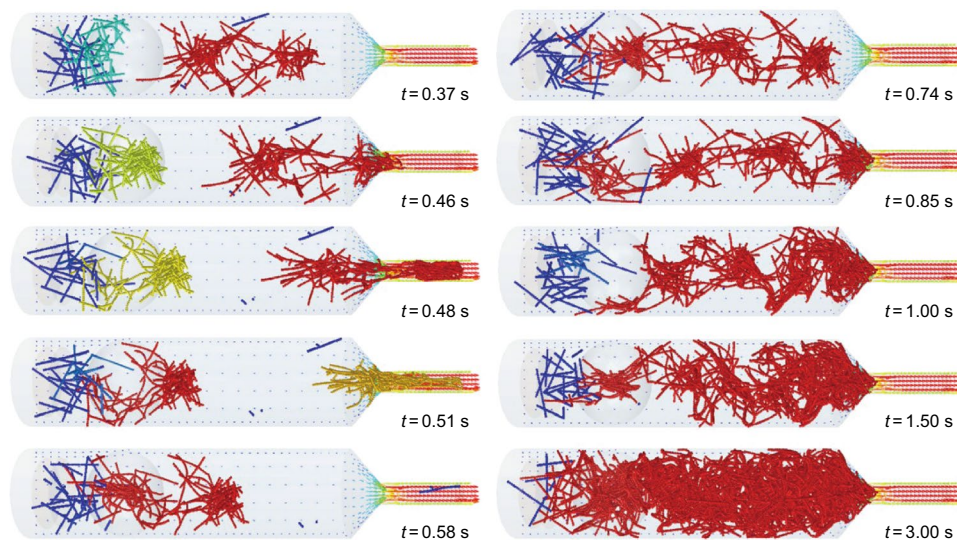 t = 0.37 s
t = 0.46 s
t = 0.48 s
t = 0.51 s
t = 0.58 s
t = 0.74 s
t = 0.85 s
t = 1.00 s
t = 1.50 s
t = 3.00 s